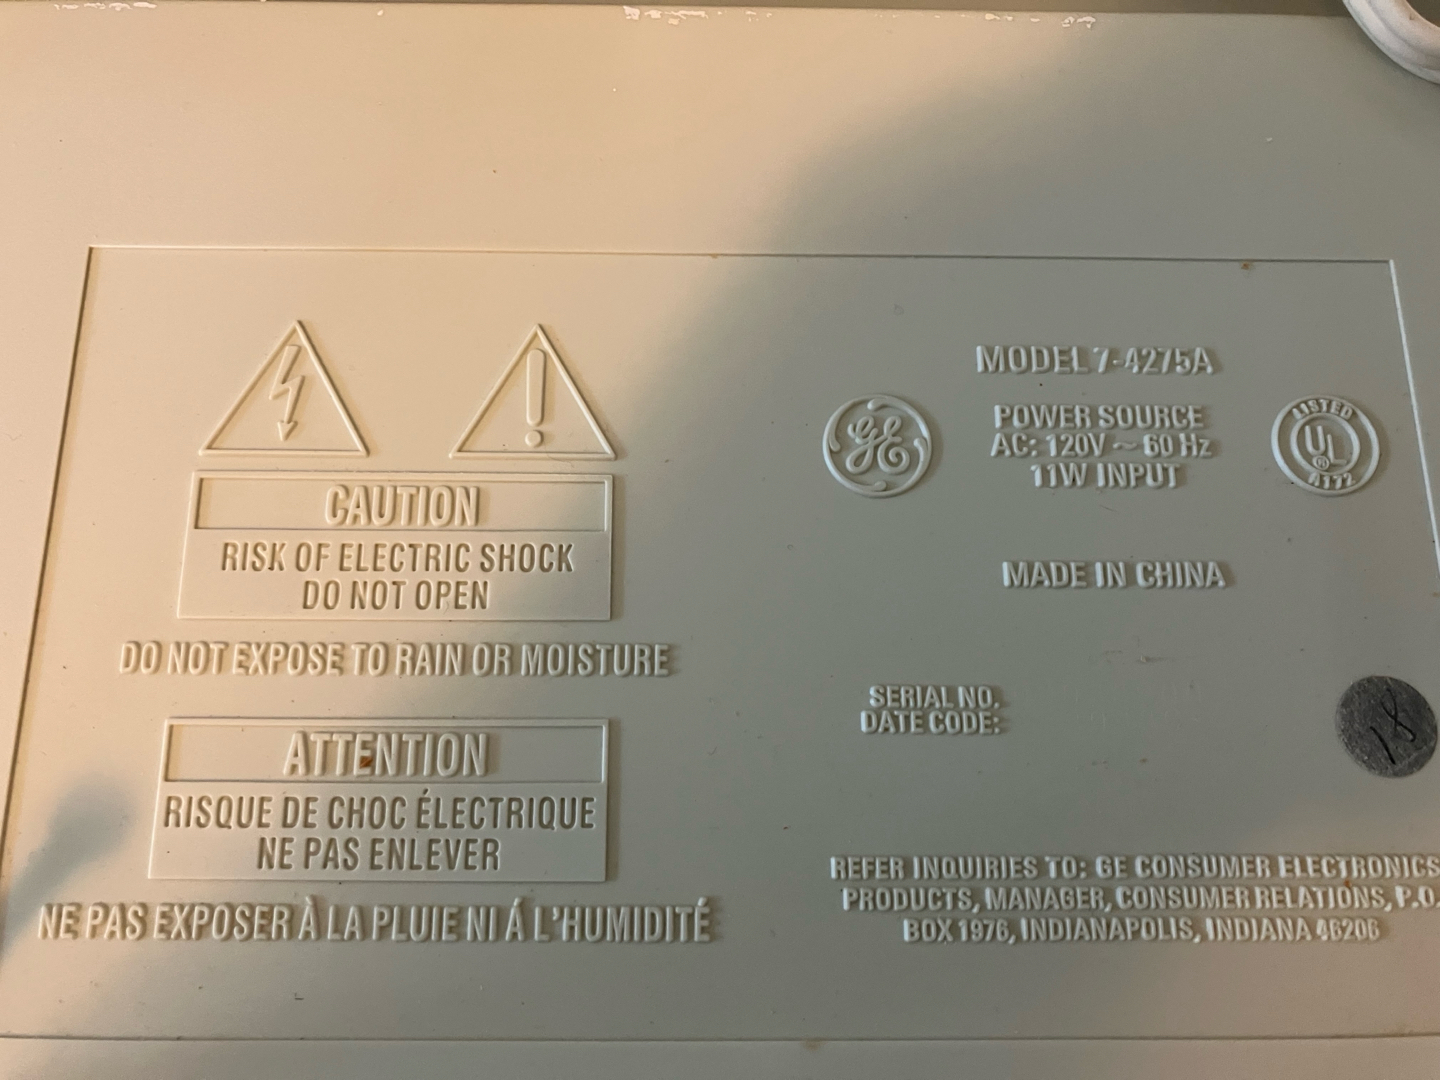 CAUTION
RISK OF ELECTRIC SHOCK
DO NOT OPEN
DO NOT EXPOSE TO RAIN OR MOISTURE
ATTENTION
RISQUE DE CHOC ÉLECTRIQUE
NE PAS ENLEVER
NE PAS EXPOSER À LA PLUIE NI Á L'HUMIDITÉ
MODEL 7-4275A
GE
POWER SOURCE
AC: 120V ~ 60 Hz
11W INPUT
LISTED
UL ®
A172
MADE IN CHINA
SERIAL NO.
DATE CODE:
18
REFER INQUIRIES TO: GE CONSUMER ELECTRONICS
PRODUCTS, MANAGER, CONSUMER RELATIONS, P.O.
BOX 1976, INDIANAPOLIS, INDIANA 46206